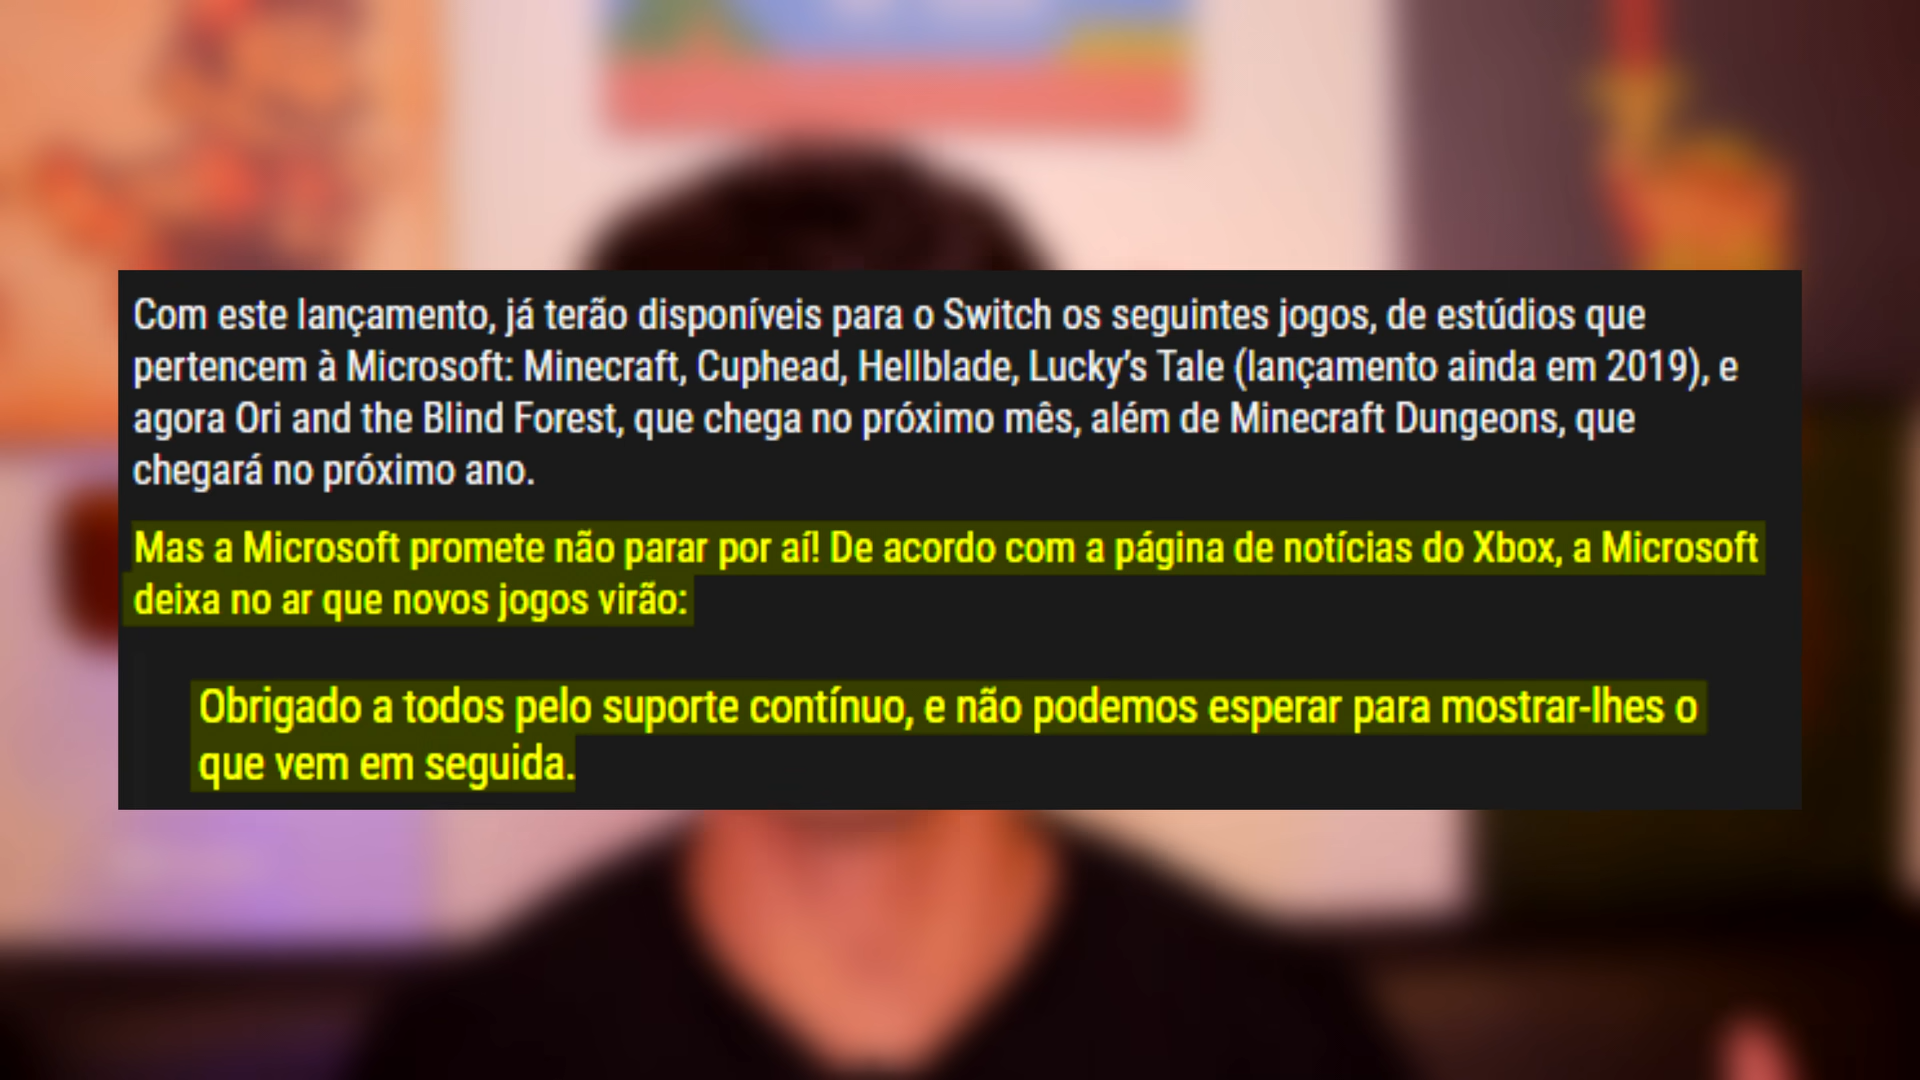 Com este lançamento, já terão disponíveis para o Switch os seguintes jogos, de estúdios que
pertencem à Microsoft: Minecraft, Cuphead, Hellblade, Lucky’s Tale (lançamento ainda em 2019), e
agora Ori and the Blind Forest, que chega no próximo mês, além de Minecraft Dungeons, que
chegará no próximo ano.
Mas a Microsoft promete não parar por aí! De acordo com a página de notícias do Xbox, a Microsoft
deixa no ar que novos jogos virão:
Obrigado a todos pelo suporte contínuo, e não podemos esperar para mostrar-lhes o
que vem em seguida.